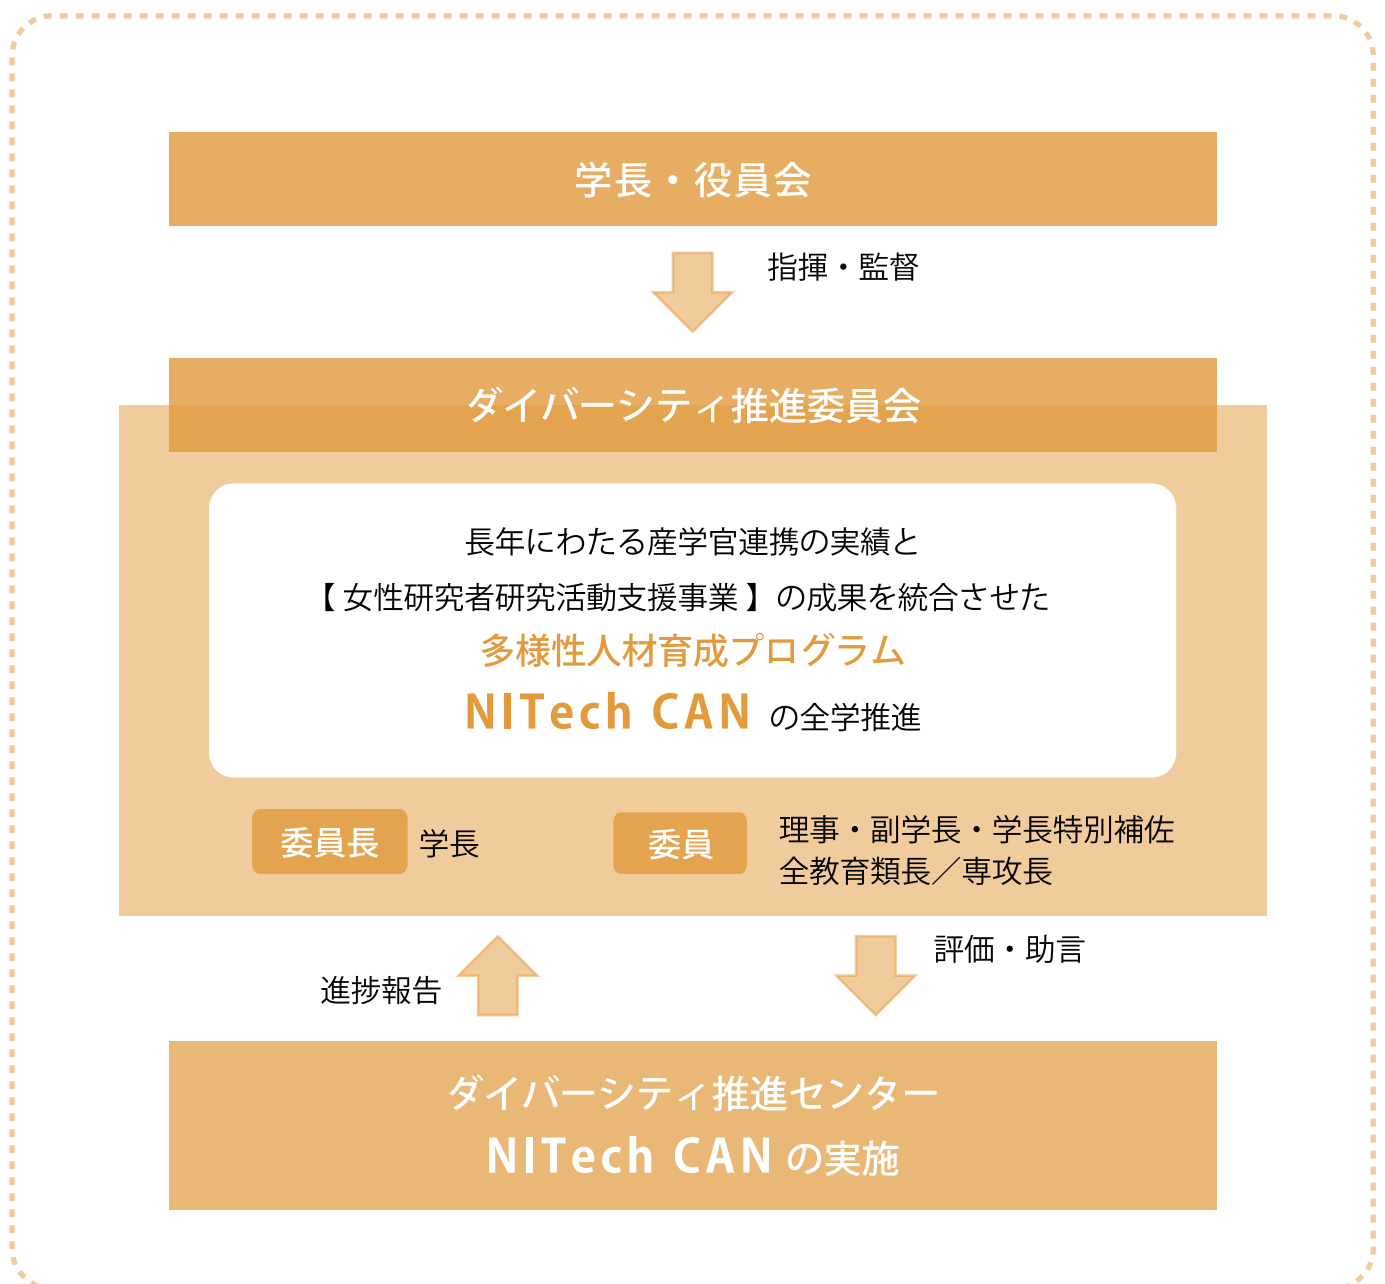 学長・役員会
指揮・監督
ダイバーシティ推進委員会
長年にわたる産学官連携の実績と
【 女性研究者研究活動支援事業 】の成果を統合させた
多様性人材育成プログラム
NITech CAN の全学推進
委員長 学長
委員 理事・副学長・学長特別補佐
全教育類長／専攻長
進捗報告
評価・助言
ダイバーシティ推進センター
NITech CAN の実施